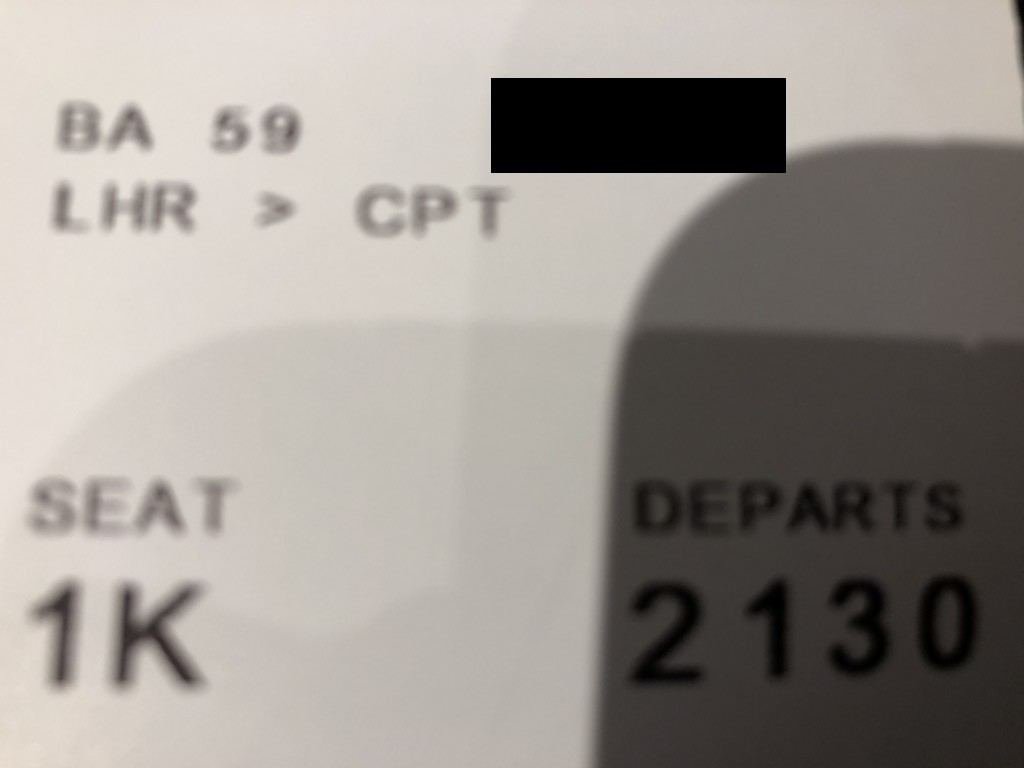 BA 59
LHR > CPT
SEAT
DEPARTS
1K
2130